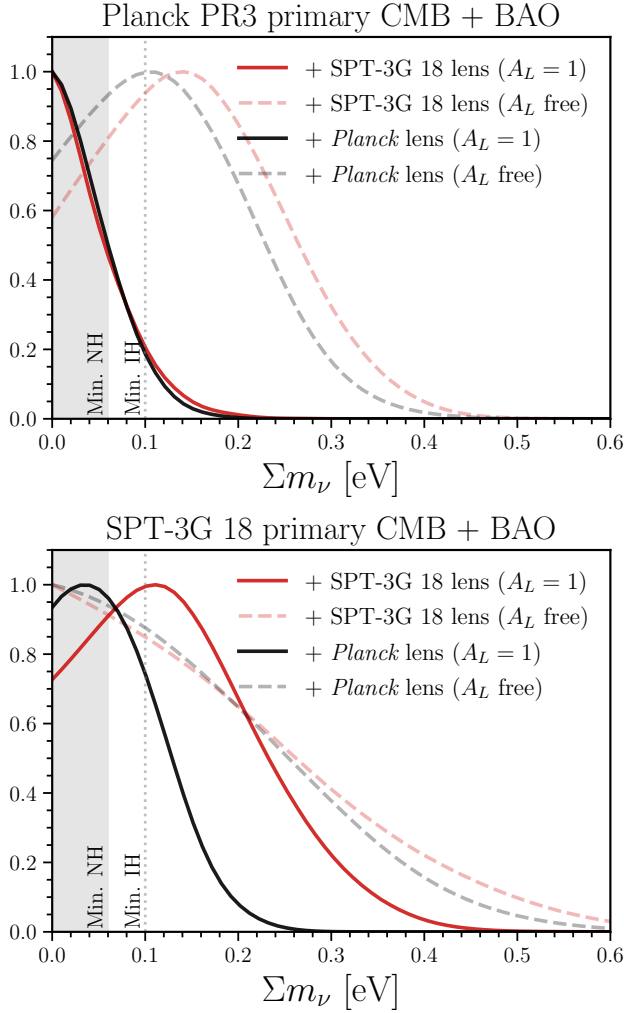 Planck PR3 primary CMB + BAO
1.0
+ SPT-3G 18 lens (A_L = 1)
+ SPT-3G 18 lens (A_L free)
0.8
+ Planck lens (A_L = 1)
+ Planck lens (A_L free)
0.6
0.4
0.2
Min. NH
Min. IH
0.0
0.0 0.1 0.2 0.3 0.4 0.5 0.6
Σm_ν [eV]
SPT-3G 18 primary CMB + BAO
1.0
+ SPT-3G 18 lens (A_L = 1)
+ SPT-3G 18 lens (A_L free)
0.8
+ Planck lens (A_L = 1)
+ Planck lens (A_L free)
0.6
0.4
0.2
Min. NH
Min. IH
0.0
0.0 0.1 0.2 0.3 0.4 0.5 0.6
Σm_ν [eV]